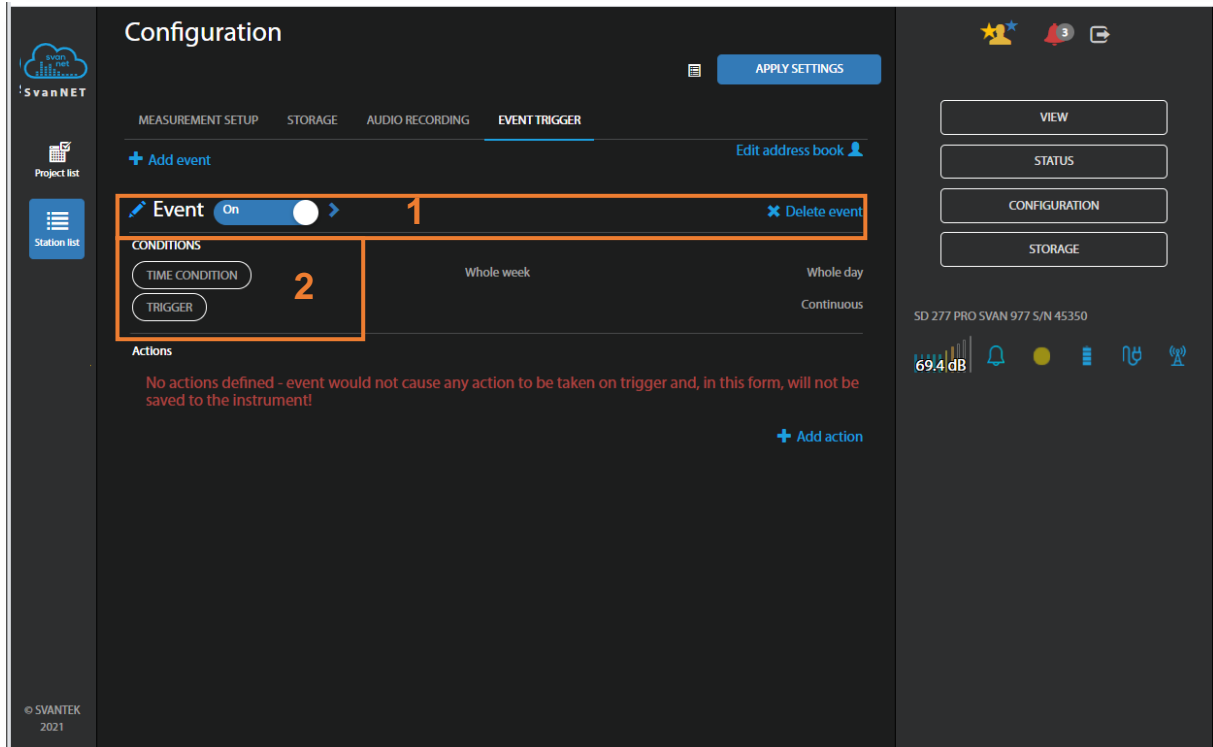 svan
net
SvanNET
Project list
Station list
© SVANTEK
2021
Configuration
APPLY SETTINGS
MEASUREMENT SETUP STORAGE AUDIO RECORDING EVENT TRIGGER
Add event Edit address book
Event On 1 Delete event
CONDITIONS
TIME CONDITION 2 Whole week Whole day
TRIGGER Continuous
Actions
No actions defined - event would not cause any action to be taken on trigger and, in this form, will not be
saved to the instrument!
Add action
3
VIEW
STATUS
CONFIGURATION
STORAGE
SD 277 PRO SVAN 977 S/N 45350
69.4 dB